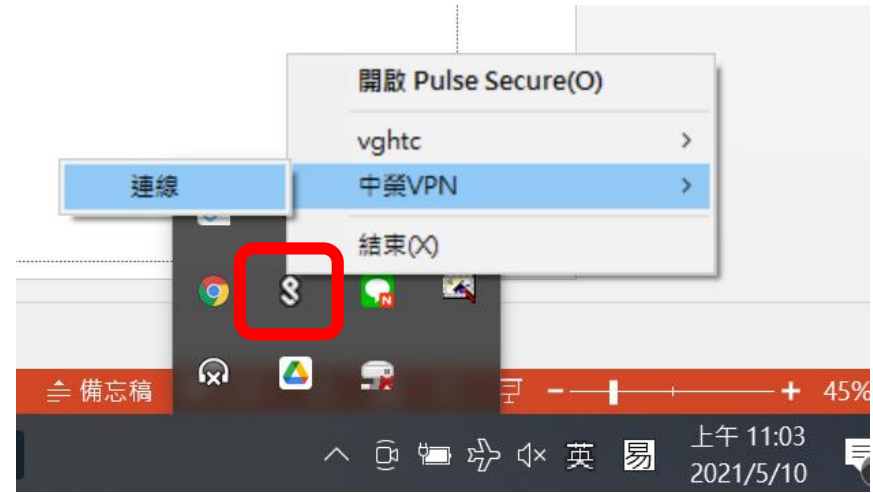 開啟 Pulse Secure(O)
vghtc
連線
中榮VPN
結束(X)
N
備忘稿
45%
英
易
上午 11:03
2021/5/10